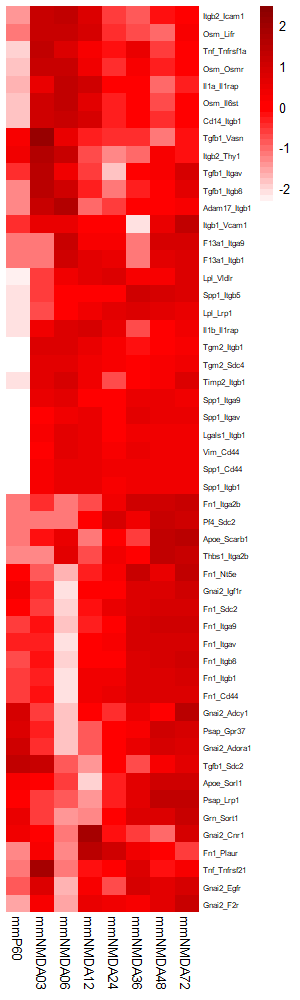 Itgb2_Icam1
Osm_Lifr
Tnf_Tnfrsf1a
Osm_Osmr
Il1a_Il1rap
Osm_Il6st
Cd14_Itgb1
Tgfb1_Vasn
Itgb2_Thy1
Tgfb1_Itgav
Tgfb1_Itgb6
Adam17_Itgb1
Itgb1_Vcam1
F13a1_Itga9
F13a1_Itgb1
Lpl_Vldlr
Spp1_Itgb5
Lpl_Lrp1
Il1b_Il1rap
Tgm2_Itgb1
Tgm2_Sdc4
Timp2_Itgb1
Spp1_Itga9
Spp1_Itgav
Lgals1_Itgb1
Vim_Cd44
Spp1_Cd44
Spp1_Itgb1
Fn1_Itga2b
Pf4_Sdc2
Apoe_Scarb1
Thbs1_Itga2b
Fn1_Nt5e
Gnai2_Igf1r
Fn1_Sdc2
Fn1_Itga9
Fn1_Itgav
Fn1_Itgb6
Fn1_Itgb1
Fn1_Cd44
Gnai2_Adcy1
Psap_Gpr37
Gnai2_Adora1
Tgfb1_Sdc2
Apoe_Sorl1
Psap_Lrp1
Grn_Sort1
Gnai2_Cnr1
Fn1_Plaur
Tnf_Tnfrsf21
Gnai2_Egfr
Gnai2_F2r
2
1
0
-1
-2
mmP60
mmNMDA03
mmNMDA06
mmNMDA12
mmNMDA24
mmNMDA36
mmNMDA48
mmNMDA72